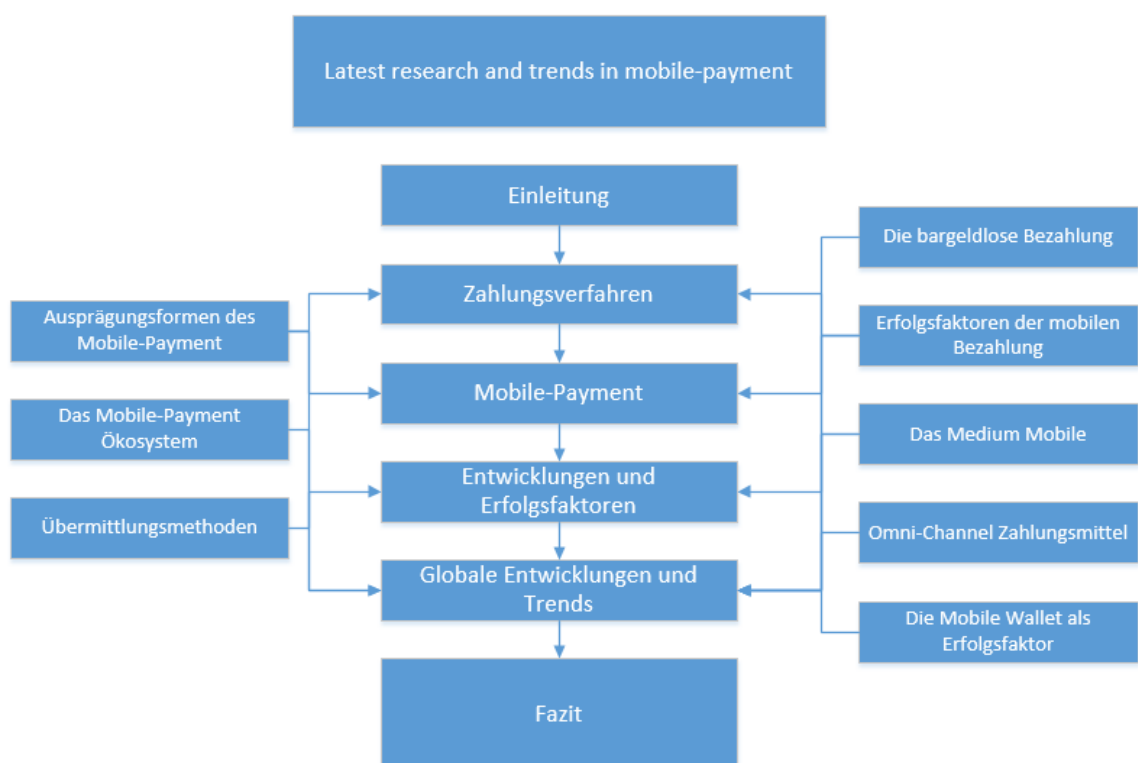 Latest research and trends in mobile-payment
Einleitung
Zahlungsverfahren
Mobile-Payment
Entwicklungen und
Erfolgsfaktoren
Globale Entwicklungen und
Trends
Fazit
Ausprägungsformen des
Mobile-Payment
Das Mobile-Payment
Ökosystem
Übermittlungsmethoden
Die bargeldlose Bezahlung
Erfolgsfaktoren der mobilen
Bezahlung
Das Medium Mobile
Omni-Channel Zahlungsmittel
Die Mobile Wallet als
Erfolgsfaktor